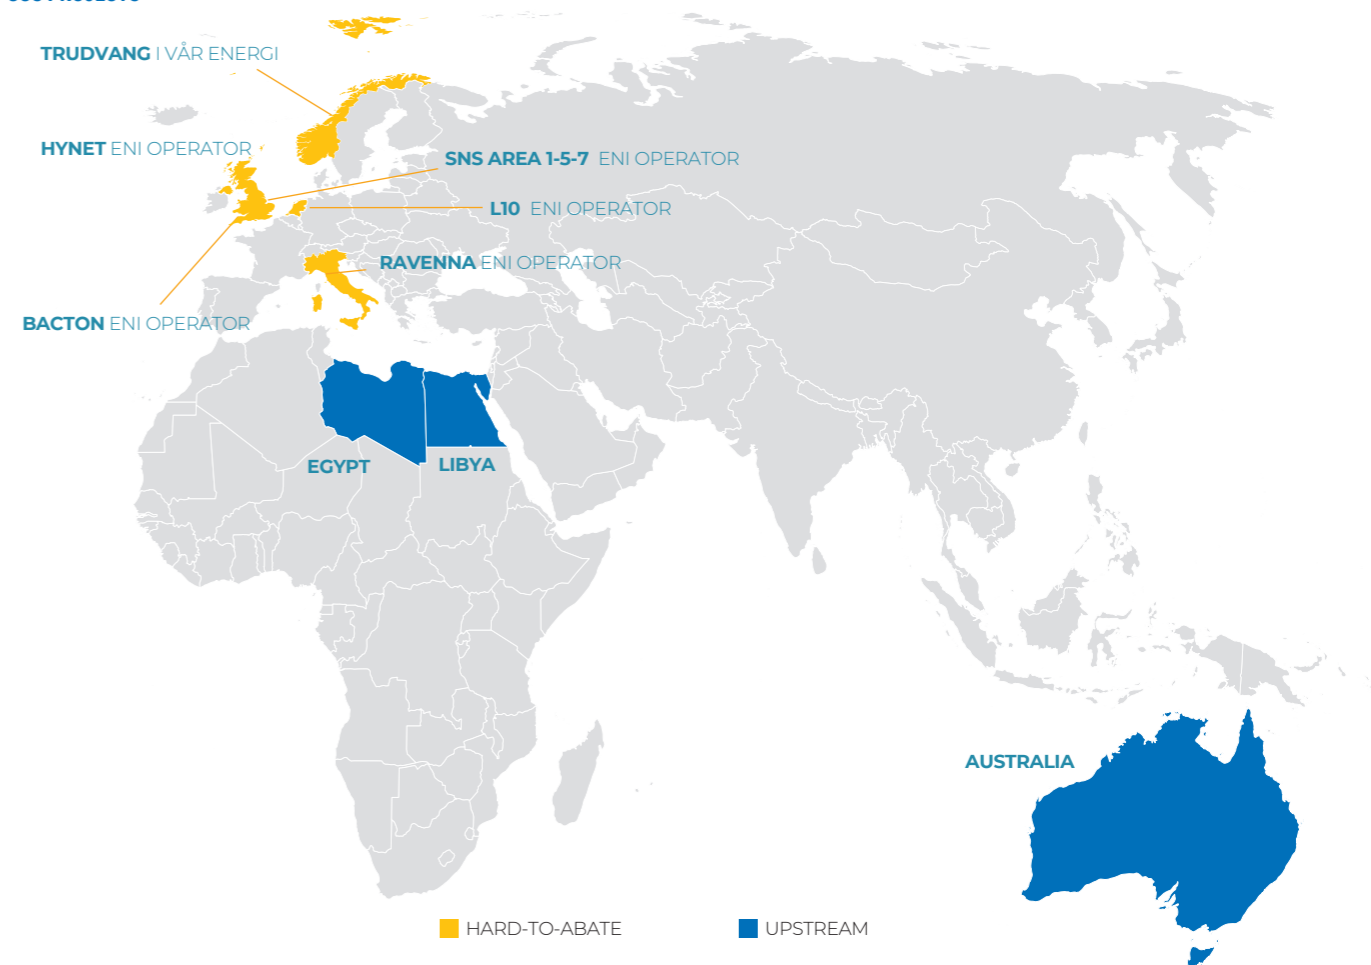 TRUDVANG I VÅR ENERGI
HYNET ENI OPERATOR
SNS AREA 1-5-7 ENI OPERATOR
L10 ENI OPERATOR
RAVENNA ENI OPERATOR
BACTON ENI OPERATOR
EGYPT
LIBYA
AUSTRALIA
HARD-TO-ABATE
UPSTREAM